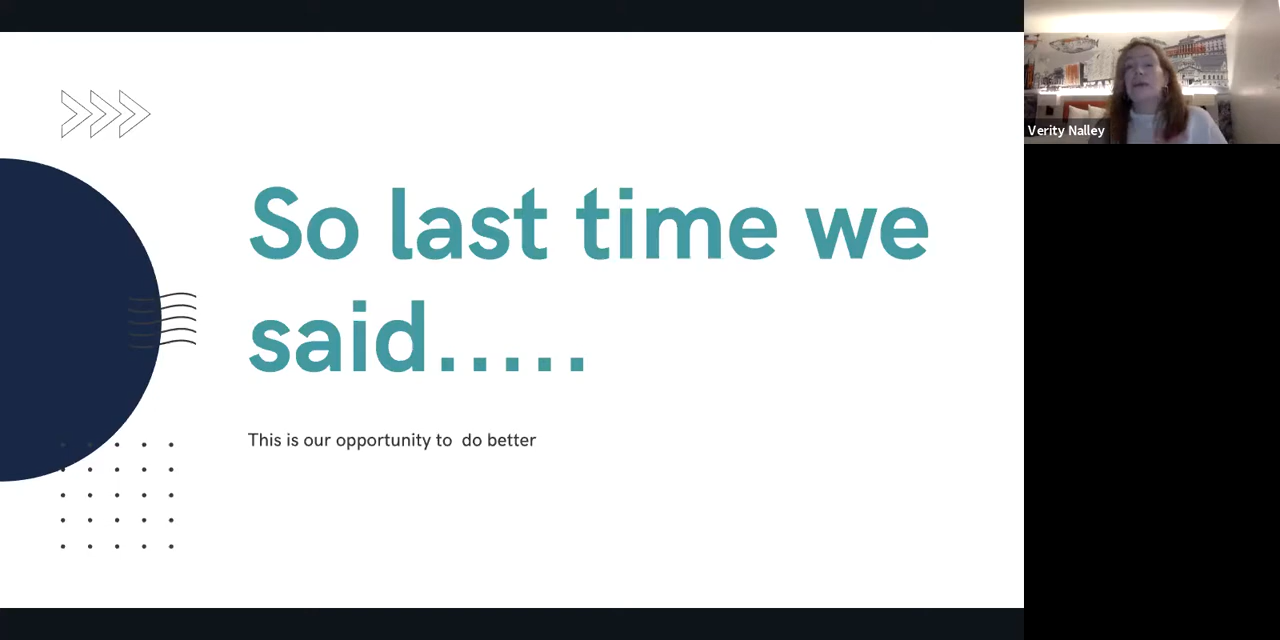 So last time we
said.....
This is our opportunity to  do better
Verity Nalley